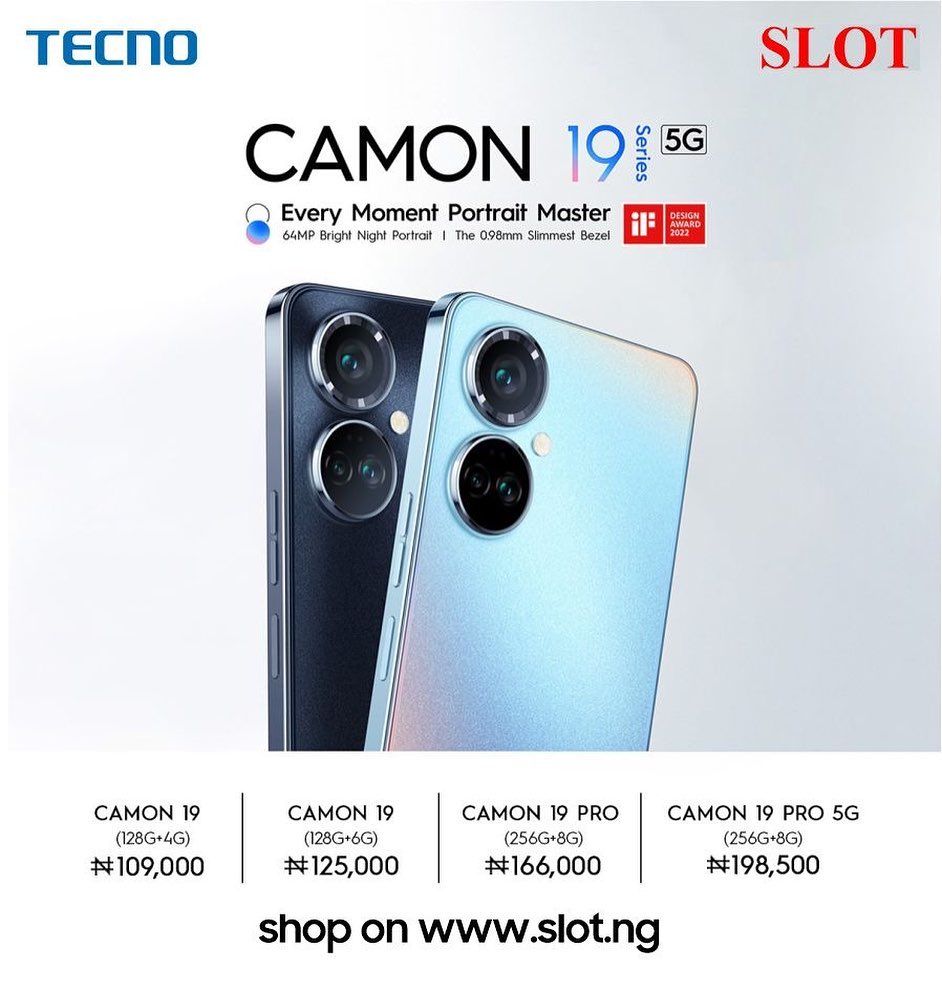 TECNO
SLOT
CAMON 19 Series 5G
Every Moment Portrait Master
64MP Bright Night Portrait | The 0.98mm Slimmest Bezel
iF DESIGN AWARD 2022
CAMON 19
(128G+4G)
₦109,000
CAMON 19
(128G+6G)
₦125,000
CAMON 19 PRO
(256G+8G)
₦166,000
CAMON 19 PRO 5G
(256G+8G)
₦198,500
shop on www.slot.ng